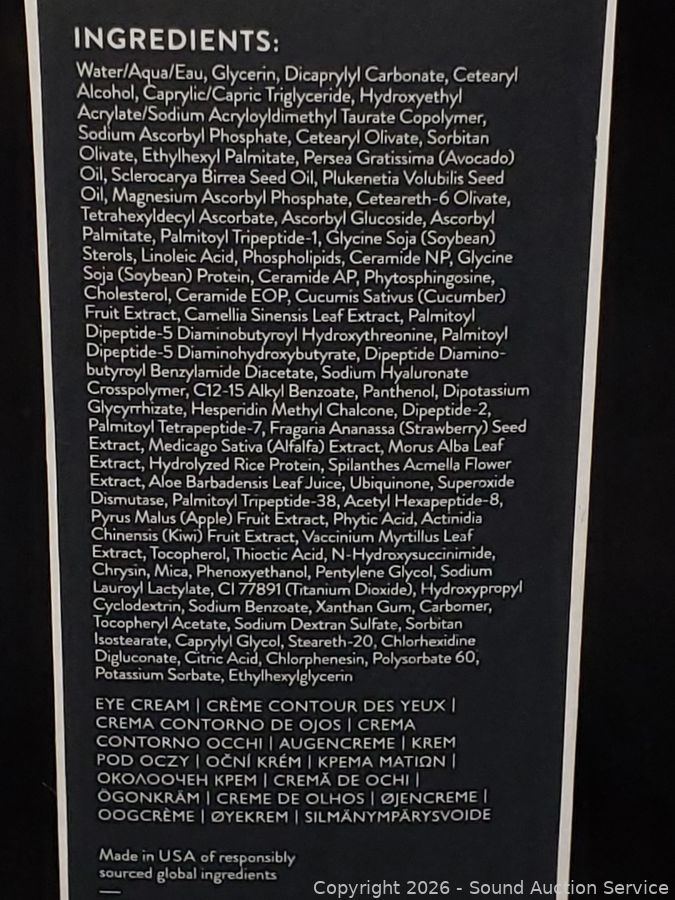 INGREDIENTS:
Water/Aqua/Eau, Glycerin, Dicaprylyl Carbonate, Cetearyl
Alcohol, Caprylic/Capric Triglyceride, Hydroxyethyl
Acrylate/Sodium Acryloyldimethyl Taurate Copolymer,
Sodium Ascorbyl Phosphate, Cetearyl Olivate, Sorbitan
Olivate, Ethylhexyl Palmitate, Persea Gratissima (Avocado)
Oil, Sclerocarya Birrea Seed Oil, Plukenetia Volubilis Seed
Oil, Magnesium Ascorbyl Phosphate, Ceteareth-6 Olivate,
Tetrahexyldecyl Ascorbate, Ascorbyl Glucoside, Ascorbyl
Palmitate, Palmitoyl Tripeptide-1, Glycine Soja (Soybean)
Sterols, Linoleic Acid, Phospholipids, Ceramide NP, Glycine
Soja (Soybean) Protein, Ceramide AP, Phytosphingosine,
Cholesterol, Ceramide EOP, Cucumis Sativus (Cucumber)
Fruit Extract, Camellia Sinensis Leaf Extract, Palmitoyl
Dipeptide-5 Diaminobutyroyl Hydroxythreonine, Palmitoyl
Dipeptide-5 Diaminohydroxybutyrate, Dipeptide Diamino-
butyroyl Benzylamide Diacetate, Sodium Hyaluronate
Crosspolymer, C12-15 Alkyl Benzoate, Panthenol, Dipotassium
Glycyrrhizate, Hesperidin Methyl Chalcone, Dipeptide-2,
Palmitoyl Tetrapeptide-7, Fragaria Ananassa (Strawberry) Seed
Extract, Medicago Sativa (Alfalfa) Extract, Morus Alba Leaf
Extract, Hydrolyzed Rice Protein, Spilanthes Acmella Flower
Extract, Aloe Barbadensis Leaf Juice, Ubiquinone, Superoxide
Dismutase, Palmitoyl Tripeptide-38, Acetyl Hexapeptide-8,
Pyrus Malus (Apple) Fruit Extract, Phytic Acid, Actinidia
Chinensis (Kiwi) Fruit Extract, Vaccinium Myrtillus Leaf
Extract, Tocopherol, Thioctic Acid, N-Hydroxysuccinimide,
Chrysin, Mica, Phenoxyethanol, Pentylene Glycol, Sodium
Lauroyl Lactylate, CI 77891 (Titanium Dioxide), Hydroxypropyl
Cyclodextrin, Sodium Benzoate, Xanthan Gum, Carbomer,
Tocopheryl Acetate, Sodium Dextran Sulfate, Sorbitan
Isostearate, Caprylyl Glycol, Steareth-20, Chlorhexidine
Digluconate, Citric Acid, Chlorphenesin, Polysorbate 60,
Potassium Sorbate, Ethylhexylglycerin
EYE CREAM | CRÈME CONTOUR DES YEUX |
CREMA CONTORNO DE OJOS | CREMA
CONTORNO OCCHI | AUGENCREME | KREM
POD OCZY | OČNÍ KRÉM | ΚΡΕΜΑ ΜΑΤΙΩΝ |
ОКОЛООЧЕН КРЕМ | CREMĂ DE OCHI |
ÖGONKRÄM | CREME DE OLHOS | ØJENCREME |
OOGCRÈME | ØYEKREM | SILMÄNYMPÄRYSVOIDE
Made in USA of responsibly
sourced global ingredients
Copyright 2026 - Sound Auction Service